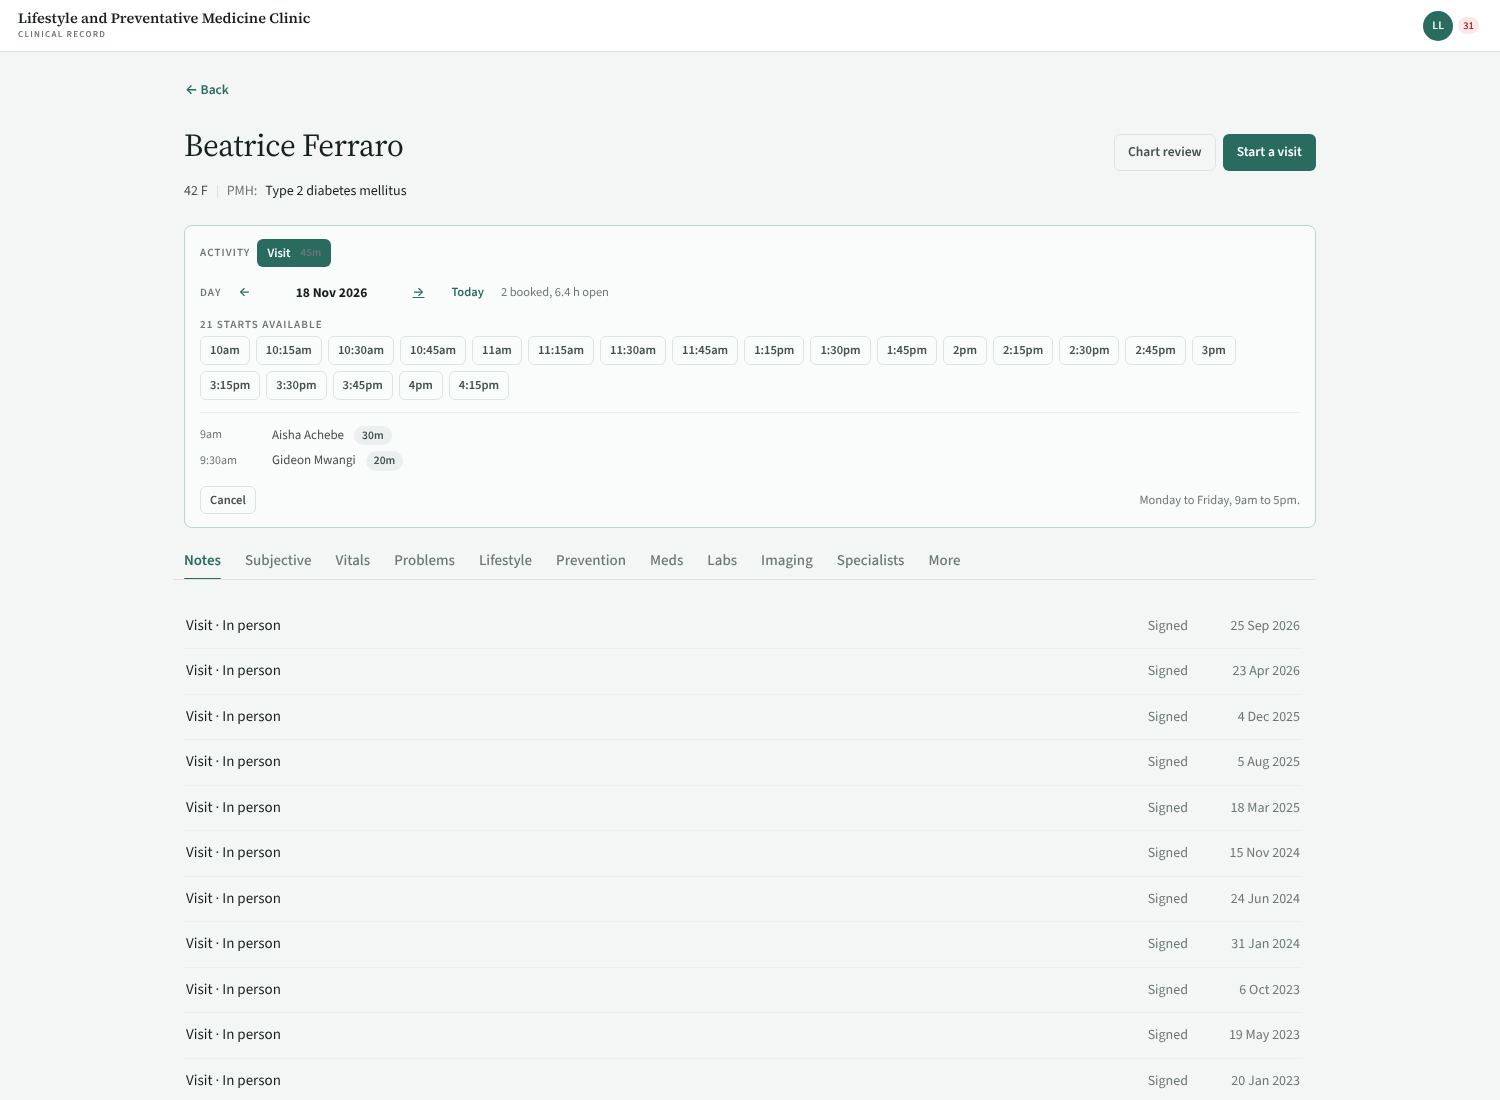 Lifestyle and Preventative Medicine Clinic
CLINICAL RECORD
LL 31
← Back
Beatrice Ferraro
Chart review Start a visit
42 F PMH: Type 2 diabetes mellitus
ACTIVITY Visit 45m
DAY ← 18 Nov 2026 → Today 2 booked, 6.4 h open
21 STARTS AVAILABLE
10am 10:15am 10:30am 10:45am 11am 11:15am 11:30am 11:45am 1:15pm 1:30pm 1:45pm 2pm 2:15pm 2:30pm 2:45pm 3pm
3:15pm 3:30pm 3:45pm 4pm 4:15pm
9am Aisha Achebe 30m
9:30am Gideon Mwangi 20m
Cancel Monday to Friday, 9am to 5pm.
Notes Subjective Vitals Problems Lifestyle Prevention Meds Labs Imaging Specialists More
Visit · In person Signed 25 Sep 2026
Visit · In person Signed 23 Apr 2026
Visit · In person Signed 4 Dec 2025
Visit · In person Signed 5 Aug 2025
Visit · In person Signed 18 Mar 2025
Visit · In person Signed 15 Nov 2024
Visit · In person Signed 24 Jun 2024
Visit · In person Signed 31 Jan 2024
Visit · In person Signed 6 Oct 2023
Visit · In person Signed 19 May 2023
Visit · In person Signed 20 Jan 2023